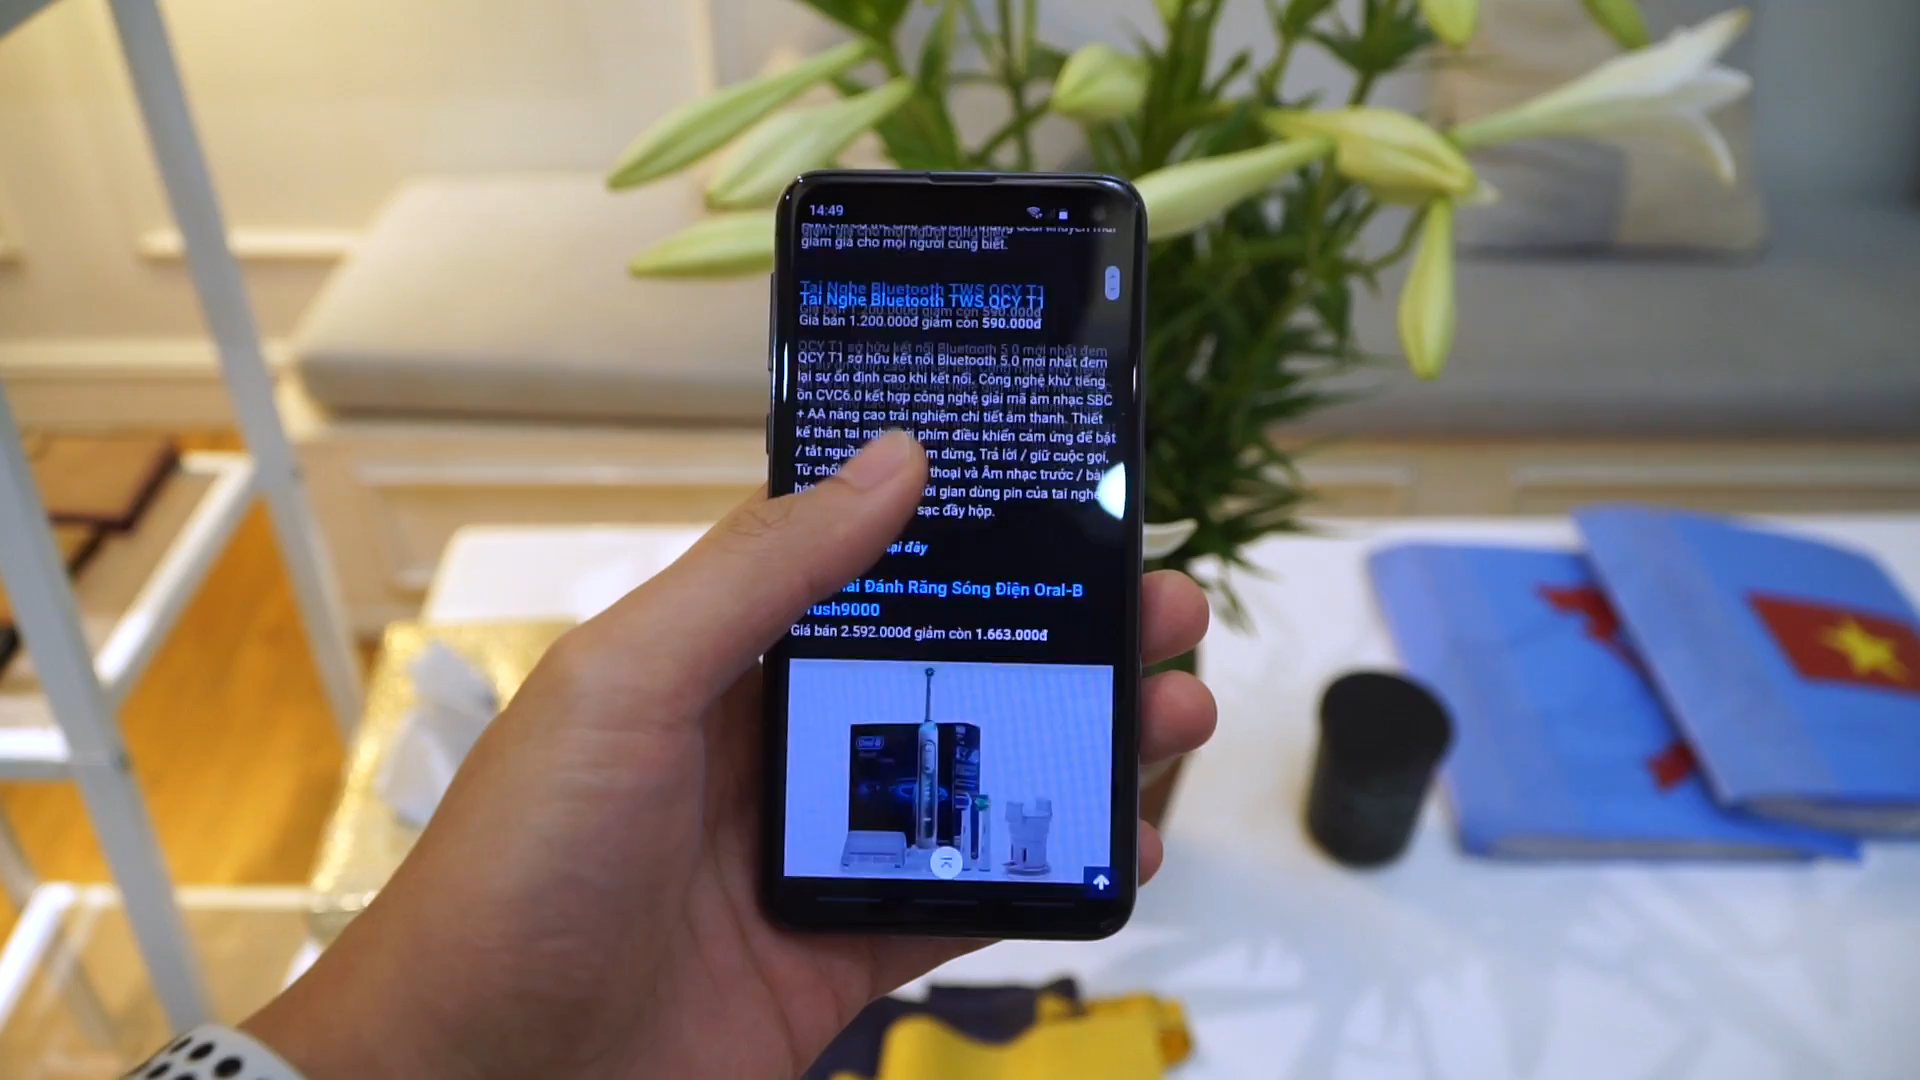 14:49
giảm giá cho mọi người cùng biết.
Tai Nghe Bluetooth TWS QCY T1
Giá bán 1.200.000đ giảm còn 590.000đ
QCY T1 sở hữu kết nối Bluetooth 5.0 mới nhất đem
lại sự ổn định cao khi kết nối. Công nghệ khử tiếng
ồn CVC6.0 kết hợp công nghệ giải mã âm nhạc SBC
+ AA nâng cao trải nghiệm chi tiết âm thanh. Thiết
kế thân tai phím điều khiển cảm ứng để bật
/ tắt nguồn dừng, Trả lời / giữ cuộc gọi,
Từ thoại và Âm nhạc trước / bài
gian dùng pin của tai nghe
sạc đầy hộp.
tại đây
Đánh Răng Sóng Điện Oral-B
Giá bán 2.592.000đ giảm còn 1.663.000đ
Oral-B